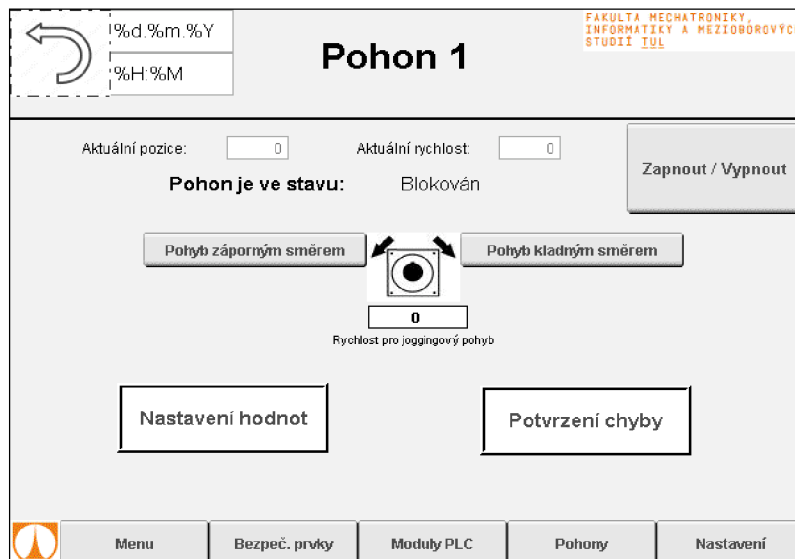 %d.%m.%Y
%H:%M
Pohon 1
FAKULTA MECHATRONIKY,
INFORMATIKY A MEZIOBOROVÝC
STUDIÍ TUL
Aktuální pozice: 0 Aktuální rychlost: 0
Zapnout / Vypnout
Pohon je ve stavu: Blokován
Pohyb záporným směrem Pohyb kladným směrem
0
Rychlost pro joggingový pohyb
Nastavení hodnot Potvrzení chyby
Menu Bezpeč. prvky Moduly PLC Pohony Nastavení